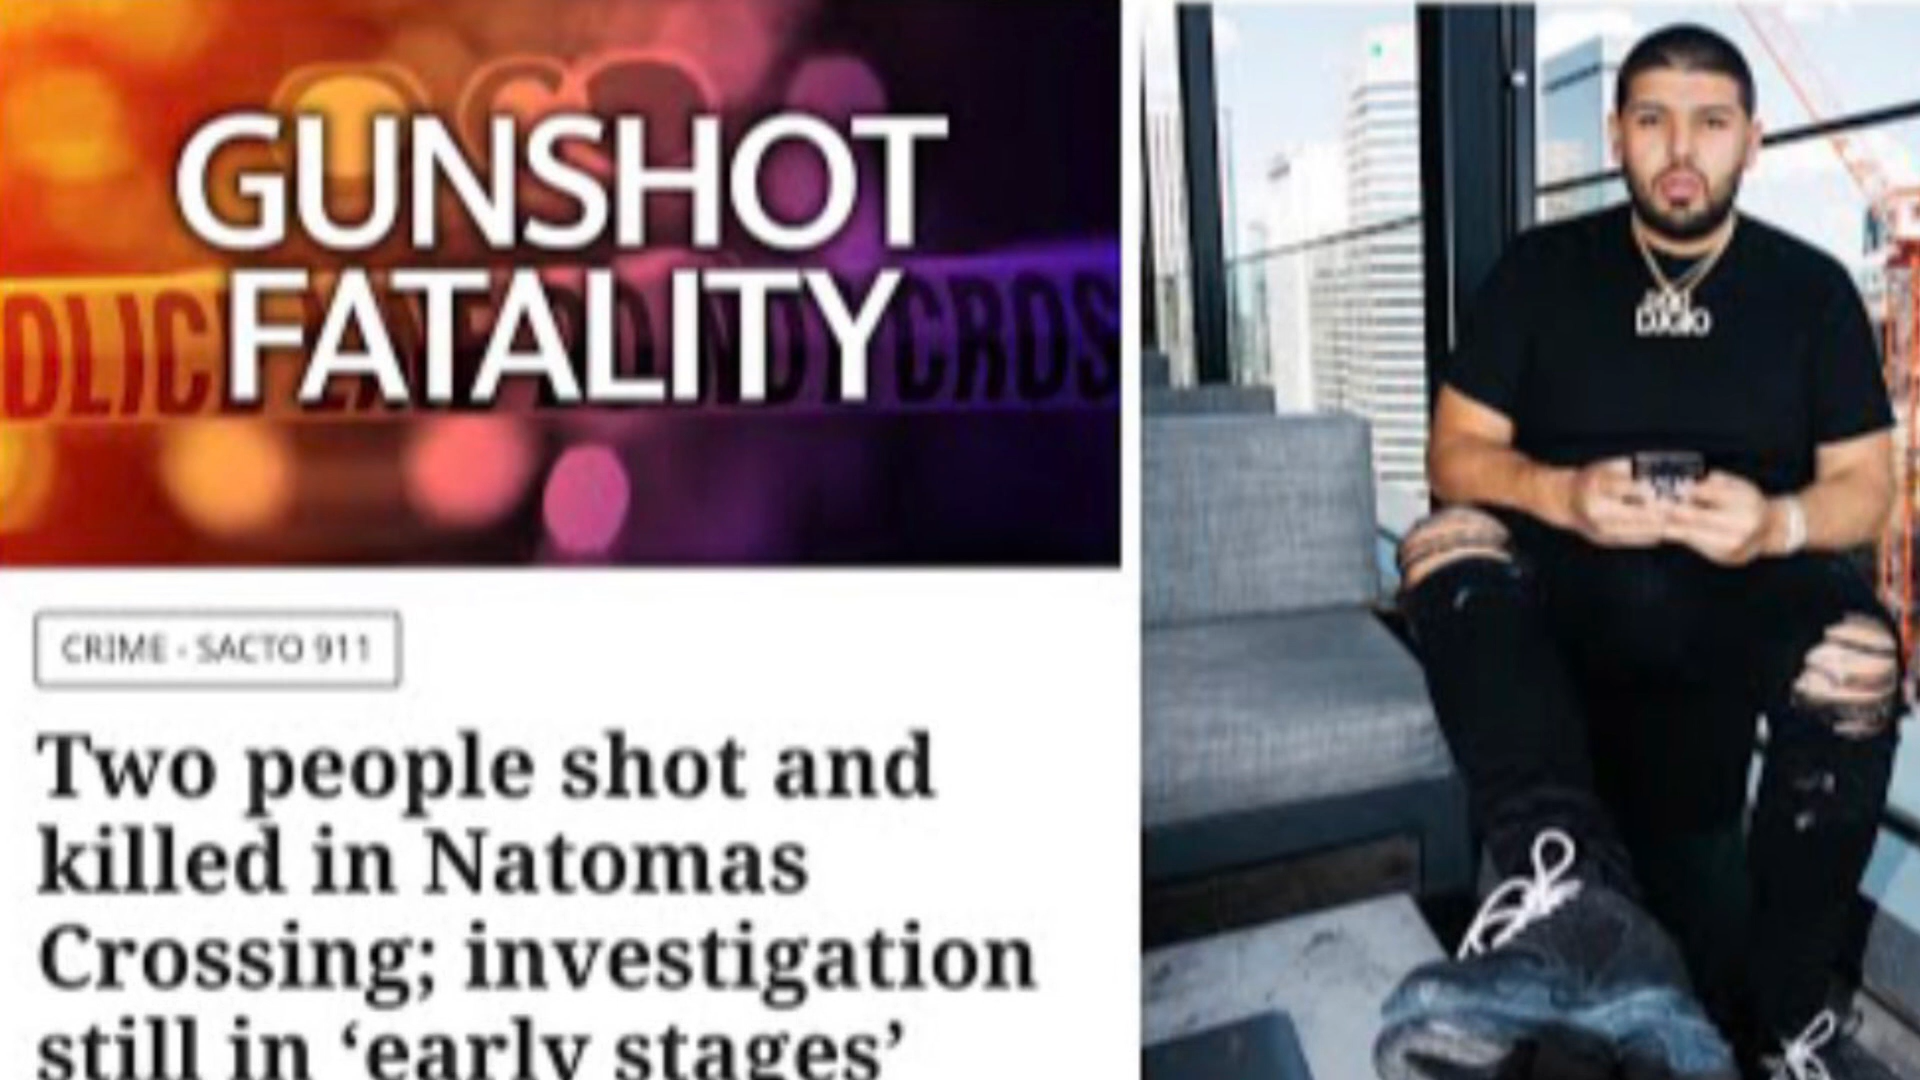 GUNSHOT
FATALITY
CRIME - SACTO 911
Two people shot and
killed in Natomas
Crossing; investigation
still in ‘early stages’